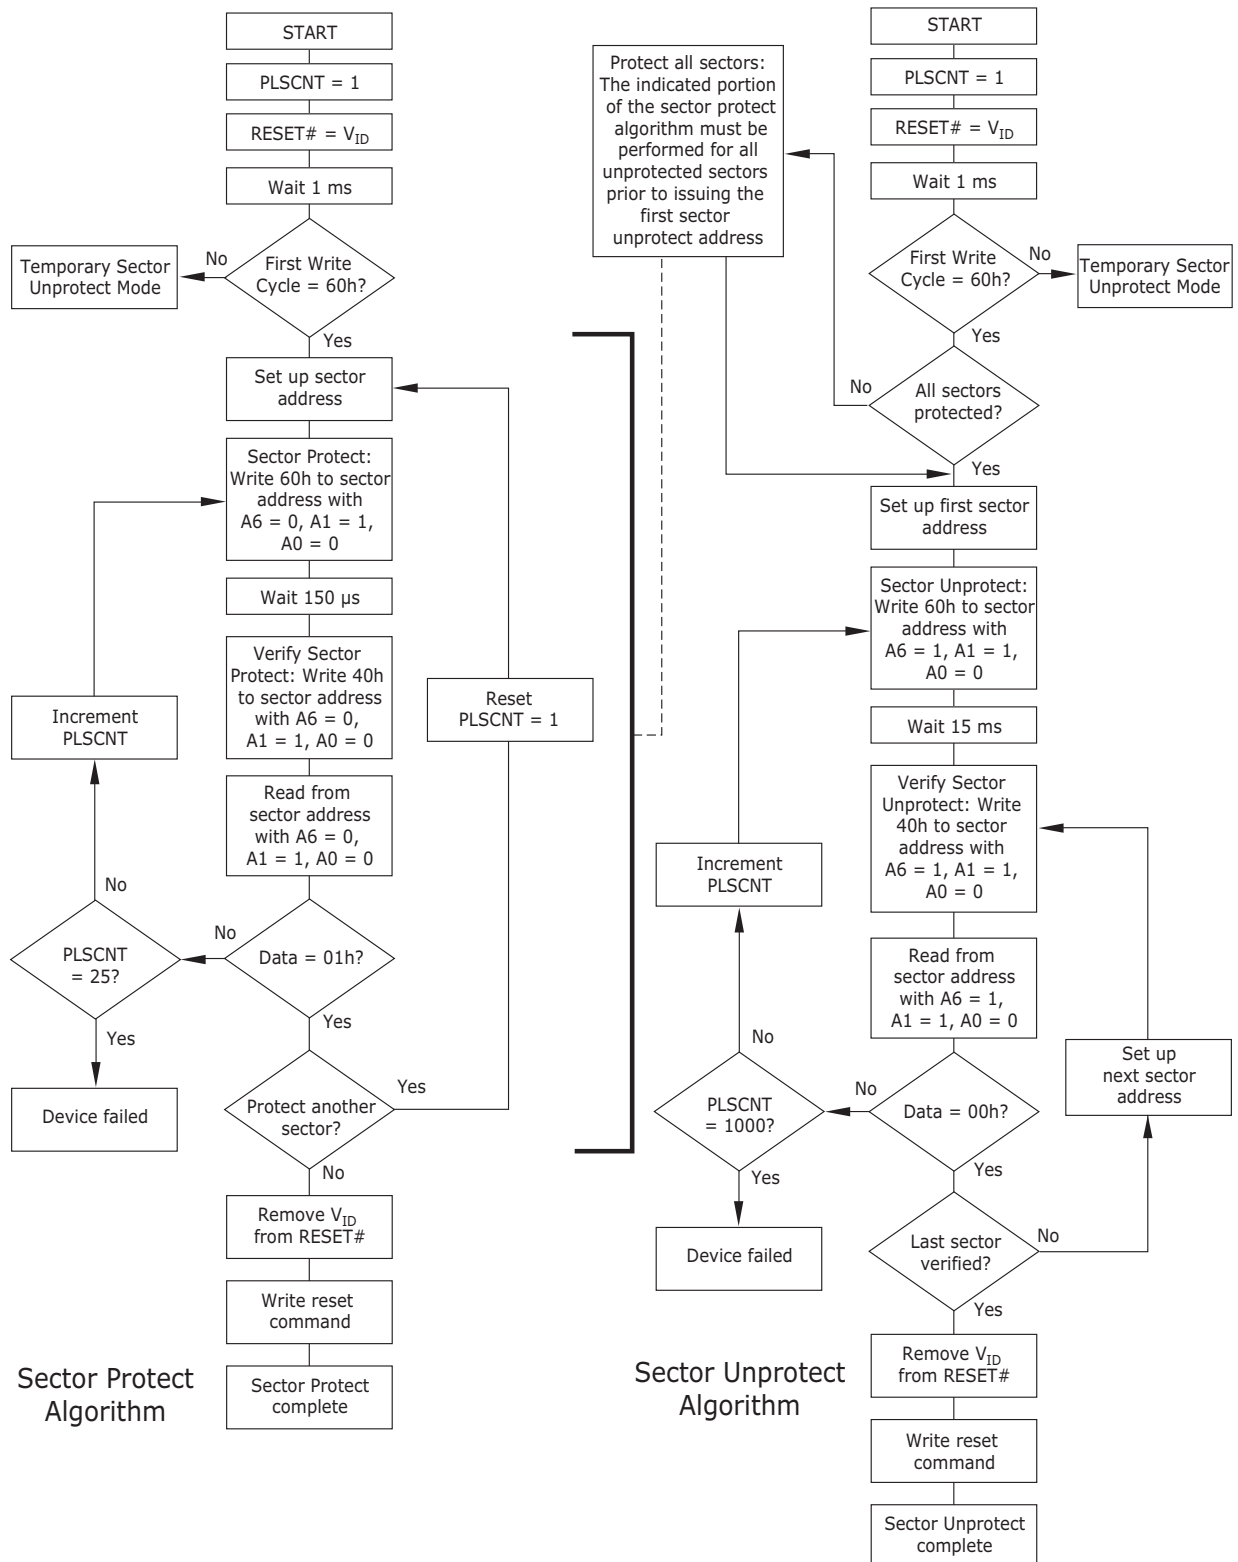 START
PLSCNT = 1
RESET# = VID
Wait 1 ms
First Write
Cycle = 60h?
No
Temporary Sector
Unprotect Mode
Yes
Set up sector
address
Sector Protect:
Write 60h to sector
address with
A6 = 0, A1 = 1,
A0 = 0
Wait 150 µs
Verify Sector
Protect: Write 40h
to sector address
with A6 = 0,
A1 = 1, A0 = 0
Reset
PLSCNT = 1
Increment
PLSCNT
Read from
sector address
with A6 = 0,
A1 = 1, A0 = 0
No
PLSCNT
= 25?
No
Data = 01h?
Yes
Yes
Device failed
Protect another
sector?
Yes
No
Remove VID
from RESET#
Write reset
command
Sector Protect
complete
Sector Protect
Algorithm
Protect all sectors:
The indicated portion
of the sector protect
algorithm must be
performed for all
unprotected sectors
prior to issuing the
first sector
unprotect address
START
PLSCNT = 1
RESET# = VID
Wait 1 ms
First Write
Cycle = 60h?
No
Temporary Sector
Unprotect Mode
Yes
No
All sectors
protected?
Yes
Set up first sector
address
Sector Unprotect:
Write 60h to sector
address with
A6 = 1, A1 = 1,
A0 = 0
Wait 15 ms
Verify Sector
Unprotect: Write
40h to sector
address with
A6 = 1, A1 = 1,
A0 = 0
Increment
PLSCNT
Read from
sector address
with A6 = 1,
A1 = 1, A0 = 0
No
PLSCNT
= 1000?
No
Data = 00h?
Set up
next sector
address
Yes
Yes
Device failed
Last sector
verified?
No
Yes
Remove VID
from RESET#
Write reset
command
Sector Unprotect
complete
Sector Unprotect
Algorithm